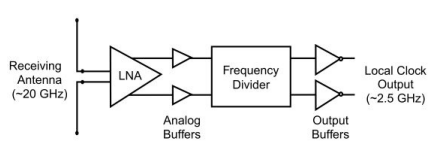 Receiving
Antenna
(~20 GHz)
LNA
Analog
Buffers
Frequency
Divider
Output
Buffers
Local Clock
Output
(~2.5 GHz)